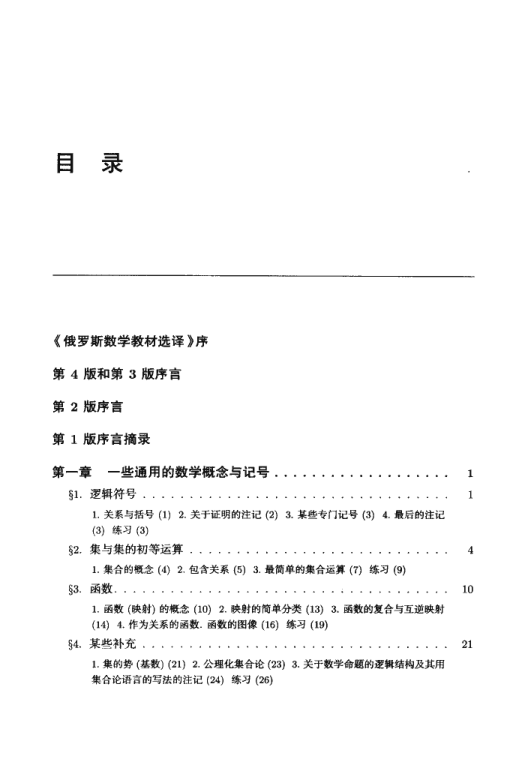 目 录
《俄罗斯数学教材选译》序
第 4 版和第 3 版序言
第 2 版序言
第 1 版序言摘录
第一章 一些通用的数学概念与记号 . . . . . . . . . . . . . . . . . . . 1
§1. 逻辑符号 . . . . . . . . . . . . . . . . . . . . . . . . . . . . . . . . 1
1. 关系与括号 (1) 2. 关于证明的注记 (2) 3. 某些专门记号 (3) 4. 最后的注记
(3) 练习 (3)
§2. 集与集的初等运算 . . . . . . . . . . . . . . . . . . . . . . . . . . . 4
1. 集合的概念 (4) 2. 包含关系 (5) 3. 最简单的集合运算 (7) 练习 (9)
§3. 函数. . . . . . . . . . . . . . . . . . . . . . . . . . . . . . . . . . . 10
1. 函数 (映射) 的概念 (10) 2. 映射的简单分类 (13) 3. 函数的复合与互逆映射
(14) 4. 作为关系的函数. 函数的图像 (16) 练习 (19)
§4. 某些补充 . . . . . . . . . . . . . . . . . . . . . . . . . . . . . . . . 21
1. 集的势 (基数) (21) 2. 公理化集合论 (23) 3. 关于数学命题的逻辑结构及其用
集合论语言的写法的注记 (24) 练习 (26)